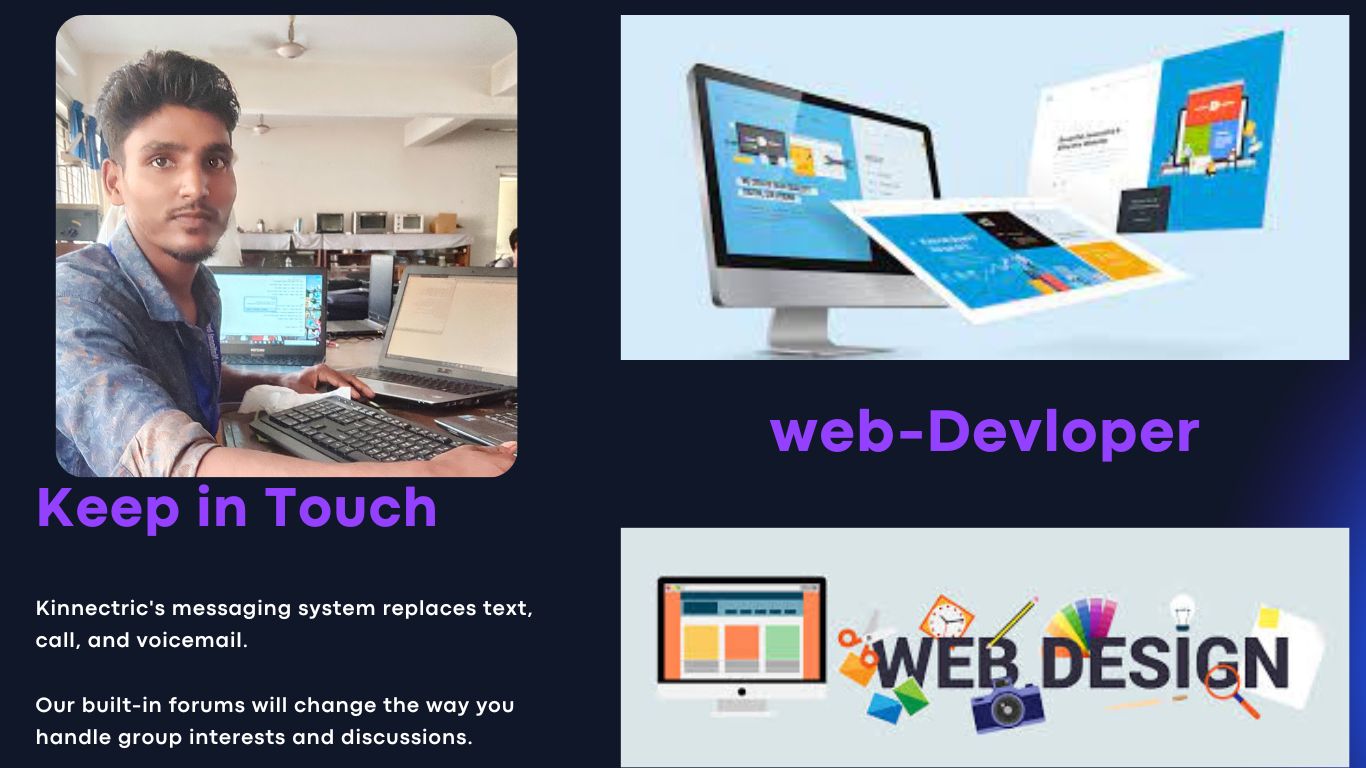 Keep in Touch
Kinnectric's messaging system replaces text,
call, and voicemail.
Our built-in forums will change the way you
handle group interests and discussions.
web-Devloper
WEB DESIGN